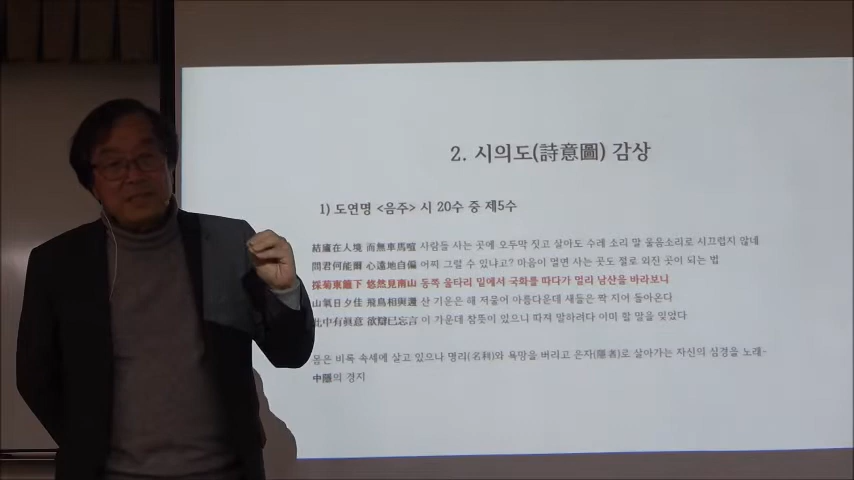 2. 시의도(詩意圖) 감상
1) 도연명 <음주> 시 20수 중 제5수
結廬在人境 而無車馬喧 사람들 사는 곳에 오두막 짓고 살아도 수레 소리 말 울음소리로 시끄럽지 않네
問君何能爾 心遠地自偏 어찌 그럴 수 있냐고? 마음이 멀면 사는 곳도 절로 외진 곳이 되는 법
採菊東籬下 悠然見南山 동쪽 울타리 밑에서 국화를 따다가 멀리 남산을 바라보니
山氣日夕佳 飛鳥相與還 산 기운은 해 저물어 아름다운데 새들은 짝 지어 돌아온다
此中有眞意 欲辯已忘言 이 가운데 참뜻이 있으니 따져 말하려다 이미 할 말을 잊었다
몸은 비록 속세에 살고 있으나 명리(名利)와 욕망을 버리고 은자(隱者)로 살아가는 자신의 심경을 노래-
中隱의 경지